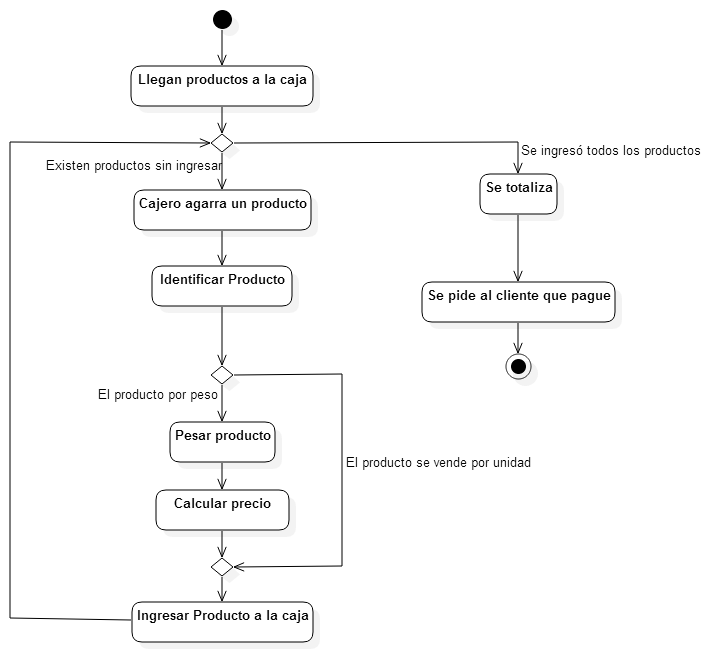 Llegan productos a la caja
Se ingresó todos los productos
Existen productos sin ingresar
Se totaliza
Cajero agarra un producto
Identificar Producto
Se pide al cliente que pague
El producto por peso
Pesar producto
El producto se vende por unidad
Calcular precio
Ingresar Producto a la caja